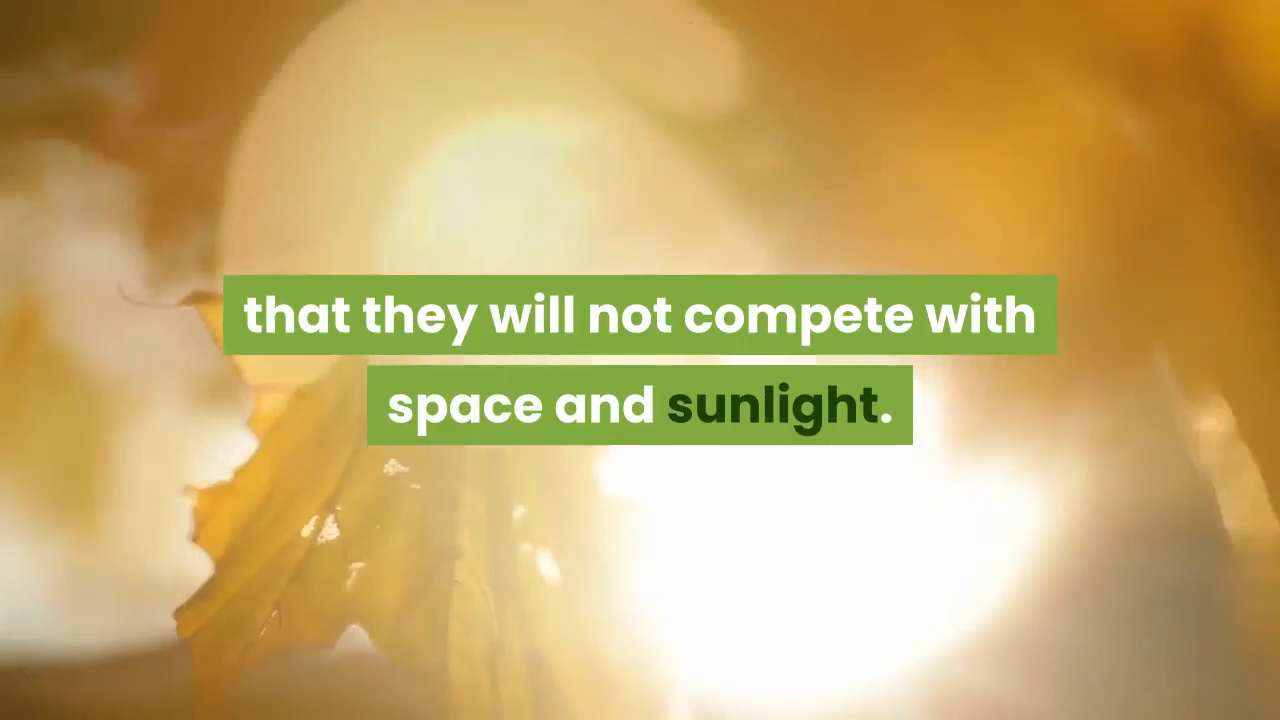 that they will not compete with
space and sunlight.